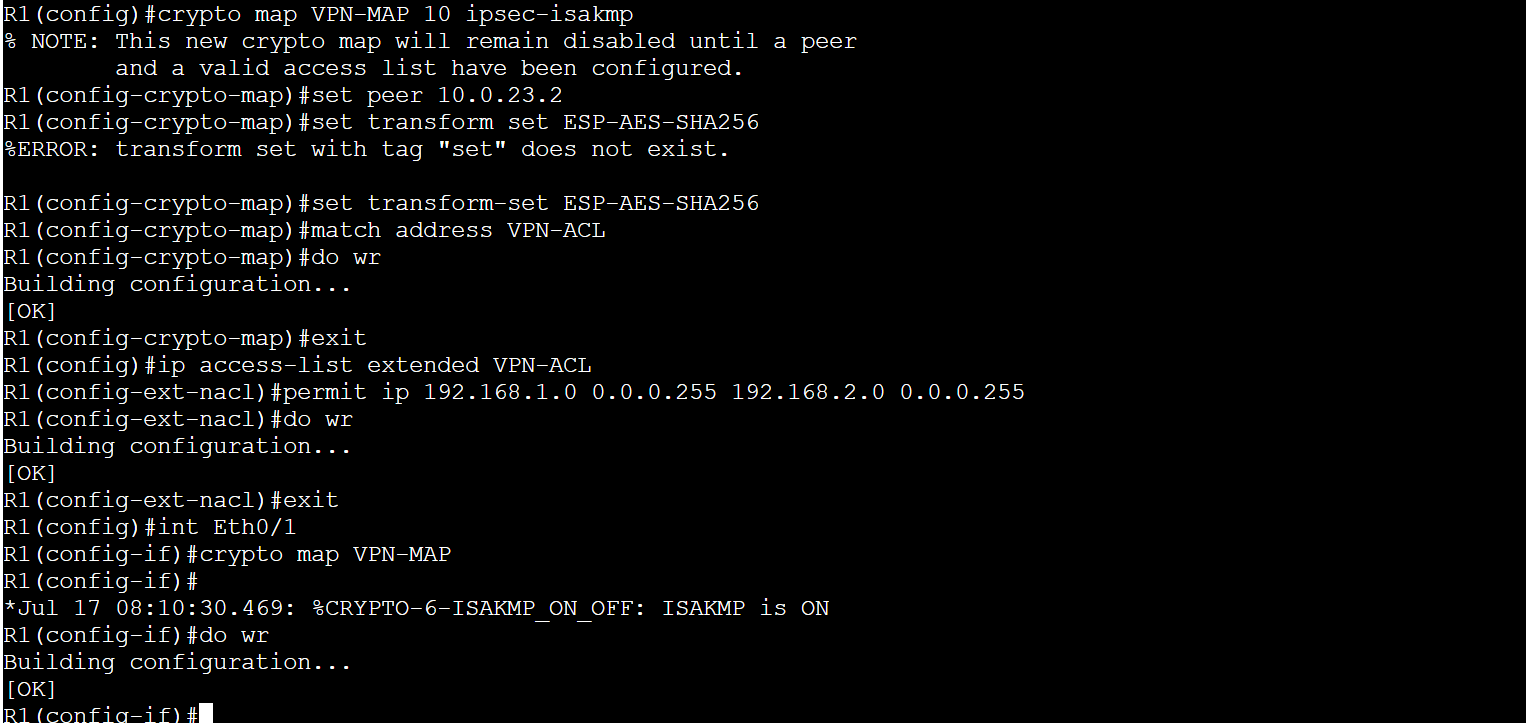 R1(config)#crypto map VPN-MAP 10 ipsec-isakmp
% NOTE: This new crypto map will remain disabled until a peer
        and a valid access list have been configured.
R1(config-crypto-map)#set peer 10.0.23.2
R1(config-crypto-map)#set transform set ESP-AES-SHA256
%ERROR: transform set with tag "set" does not exist.

R1(config-crypto-map)#set transform-set ESP-AES-SHA256
R1(config-crypto-map)#match address VPN-ACL
R1(config-crypto-map)#do wr
Building configuration...
[OK]
R1(config-crypto-map)#exit
R1(config)#ip access-list extended VPN-ACL
R1(config-ext-nacl)#permit ip 192.168.1.0 0.0.0.255 192.168.2.0 0.0.0.255
R1(config-ext-nacl)#do wr
Building configuration...
[OK]
R1(config-ext-nacl)#exit
R1(config)#int Eth0/1
R1(config-if)#crypto map VPN-MAP
R1(config-if)#
*Jul 17 08:10:30.469: %CRYPTO-6-ISAKMP_ON_OFF: ISAKMP is ON
R1(config-if)#do wr
Building configuration...
[OK]
R1(config-if)#